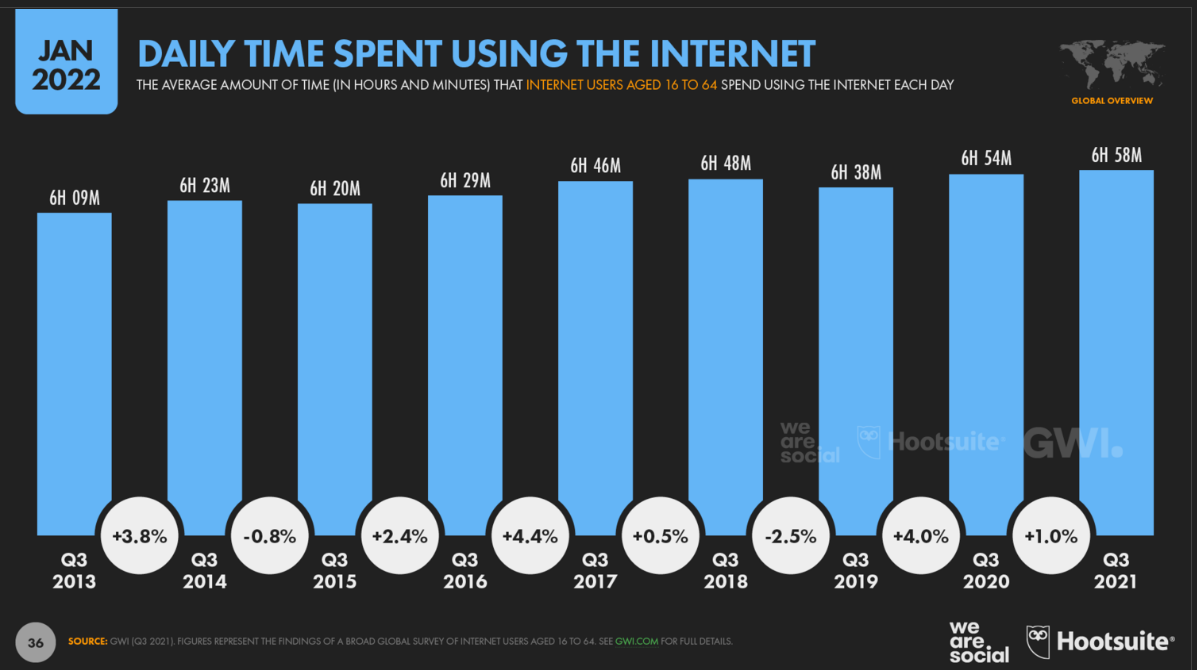 JAN
2022
DAILY TIME SPENT USING THE INTERNET
THE AVERAGE AMOUNT OF TIME (IN HOURS AND MINUTES) THAT INTERNET USERS AGED 16 TO 64 SPEND USING THE INTERNET EACH DAY
GLOBAL OVERVIEW
6H 09M
6H 23M
6H 20M
6H 29M
6H 46M
6H 48M
6H 38M
6H 54M
6H 58M
we
are
social
Hootsuite®
GWI.
+3.8%
-0.8%
+2.4%
+4.4%
+0.5%
-2.5%
+4.0%
+1.0%
Q3
2013
Q3
2014
Q3
2015
Q3
2016
Q3
2017
Q3
2018
Q3
2019
Q3
2020
Q3
2021
36
SOURCE: GWI (Q3 2021). FIGURES REPRESENT THE FINDINGS OF A BROAD GLOBAL SURVEY OF INTERNET USERS AGED 16 TO 64. SEE GWI.COM FOR FULL DETAILS.
we
are
social
Hootsuite®